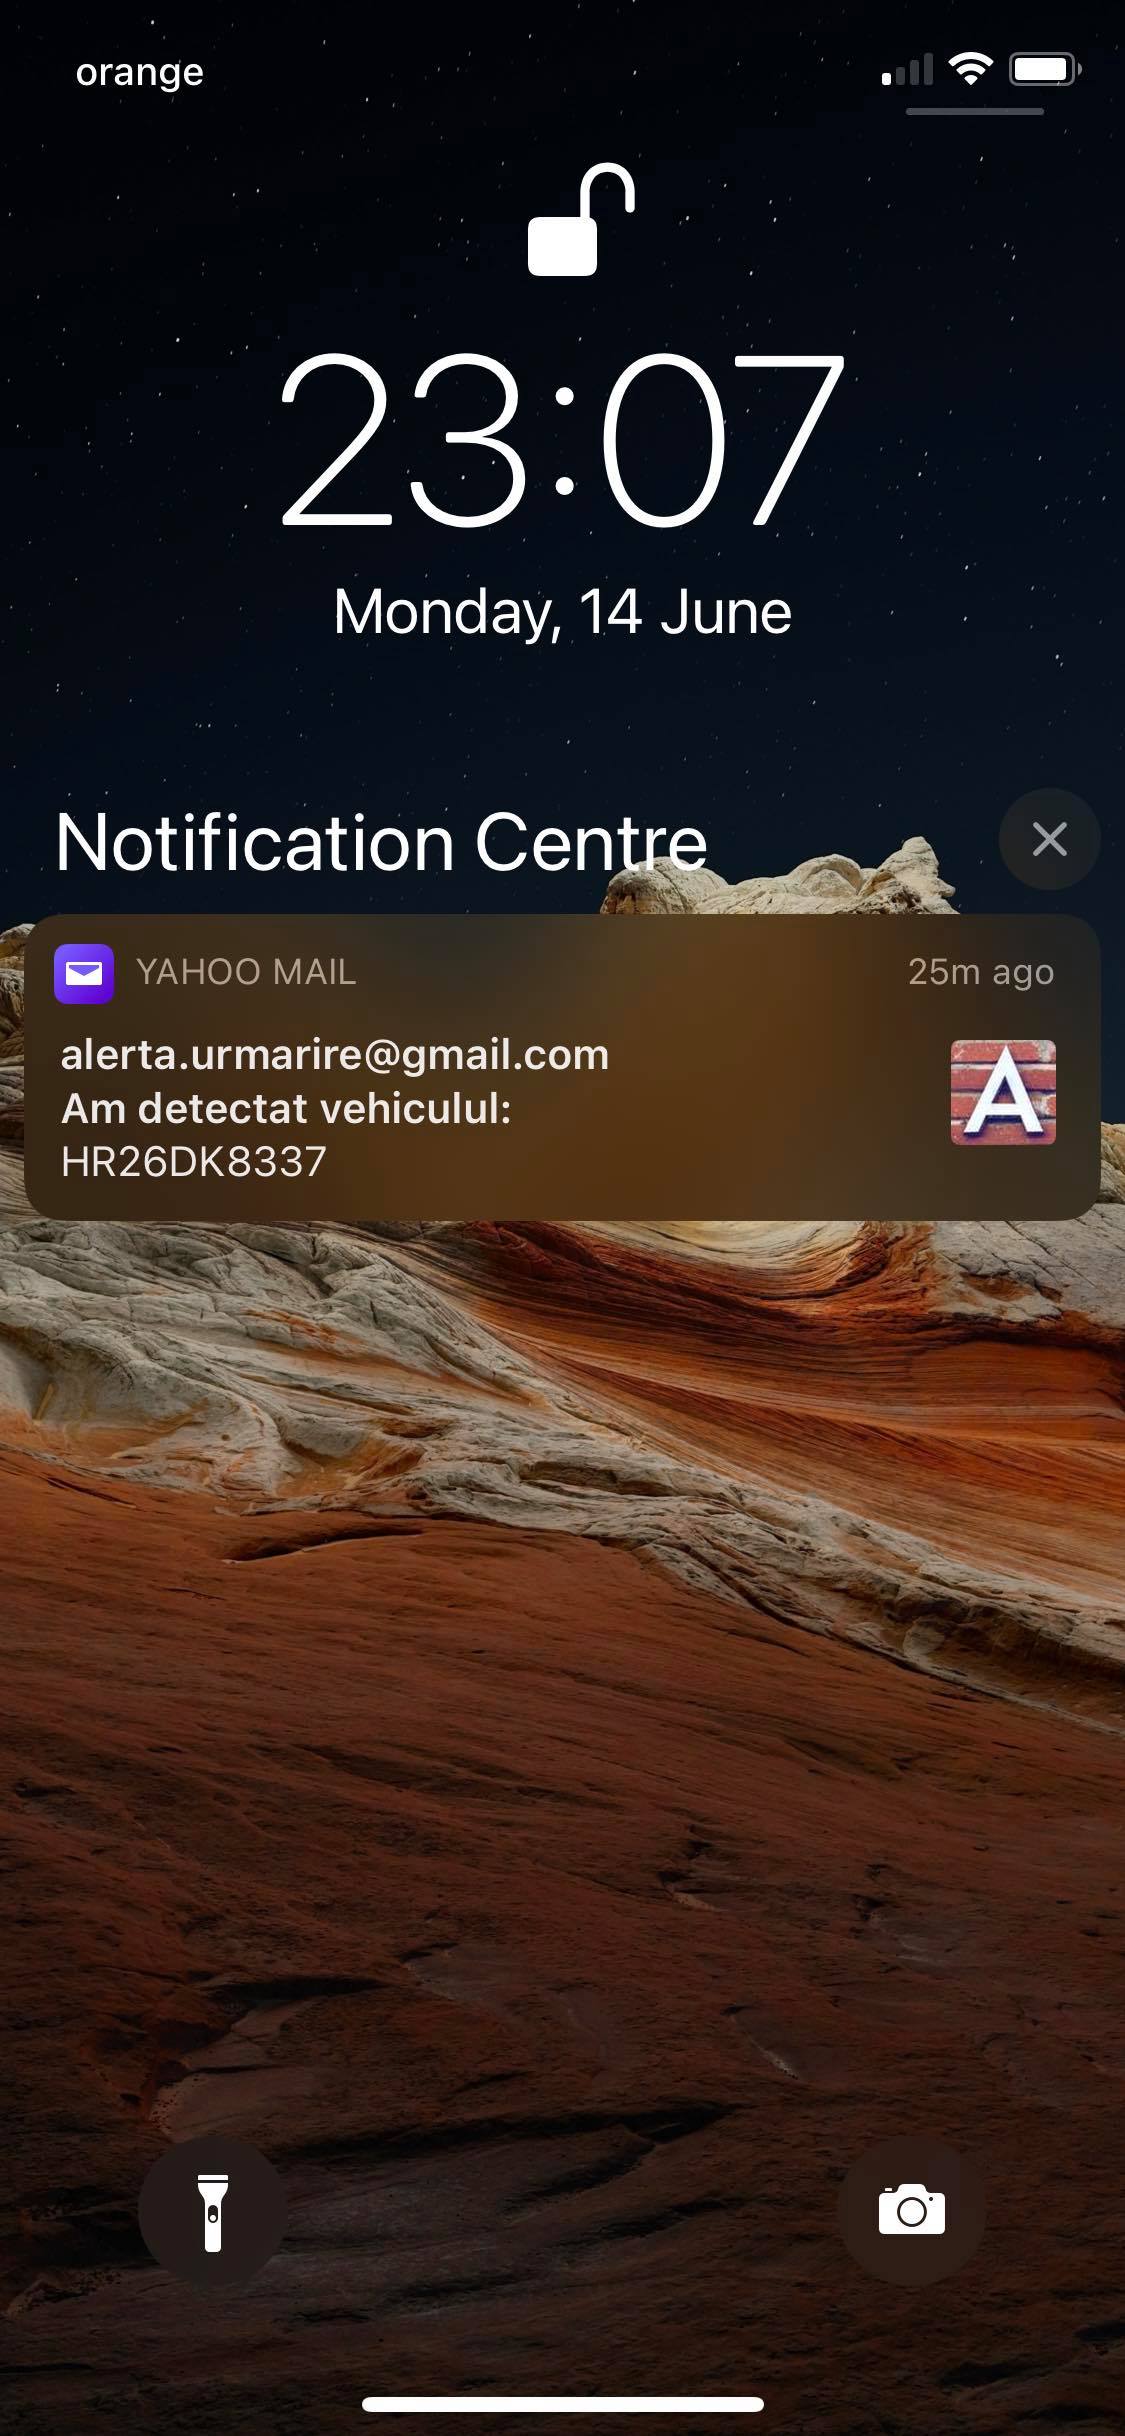 orange
23:07
Monday, 14 June
Notification Centre
YAHOO MAIL
25m ago
alerta.urmarire@gmail.com
Am detectat vehiculul:
HR26DK8337
A